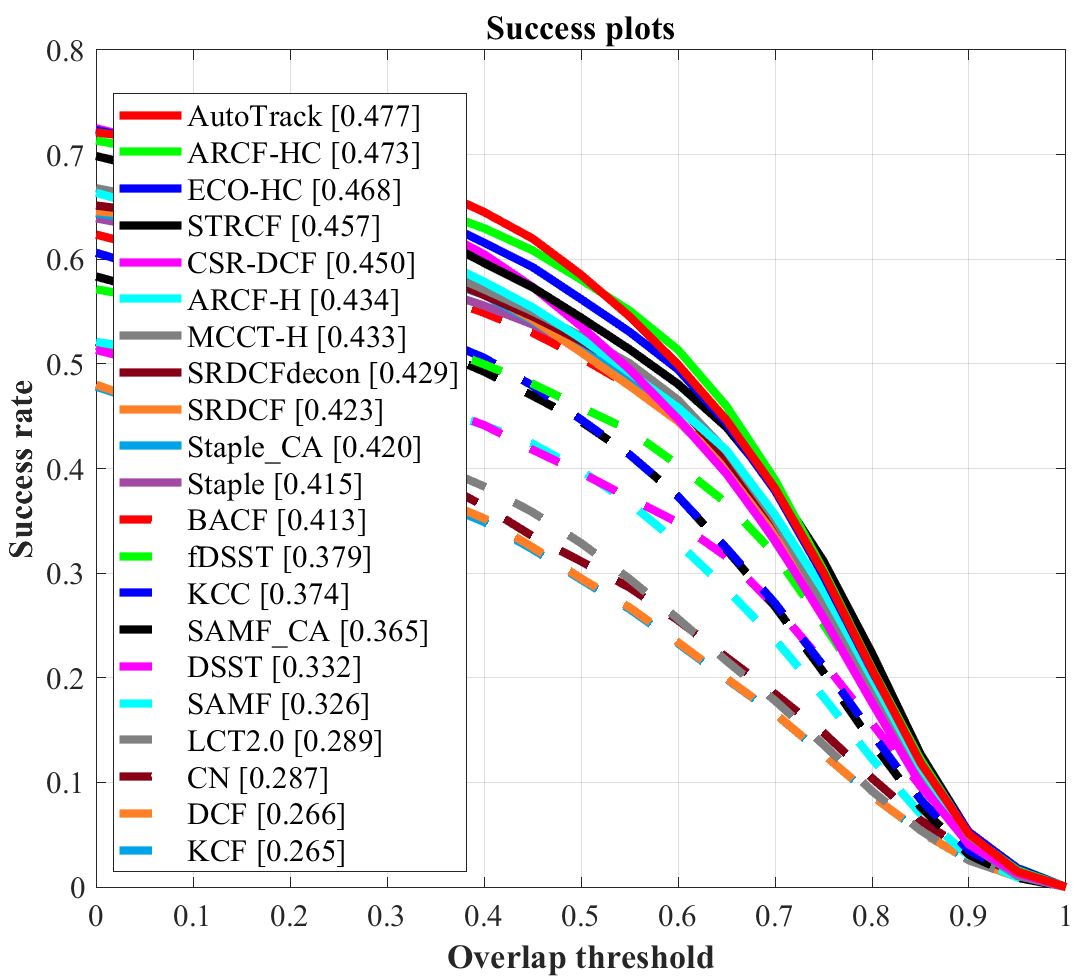 Success plots
0.8
0.7
0.6
0.5
0.4
0.3
0.2
0.1
0
Success rate
AutoTrack [0.477]
ARCF-HC [0.473]
ECO-HC [0.468]
STRCF [0.457]
CSR-DCF [0.450]
ARCF-H [0.434]
MCCT-H [0.433]
SRDCFdecon [0.429]
SRDCF [0.423]
Staple_CA [0.420]
Staple [0.415]
BACF [0.413]
fDSST [0.379]
KCC [0.374]
SAMF_CA [0.365]
DSST [0.332]
SAMF [0.326]
LCT2.0 [0.289]
CN [0.287]
DCF [0.266]
KCF [0.265]
0 0.1 0.2 0.3 0.4 0.5 0.6 0.7 0.8 0.9 1
Overlap threshold